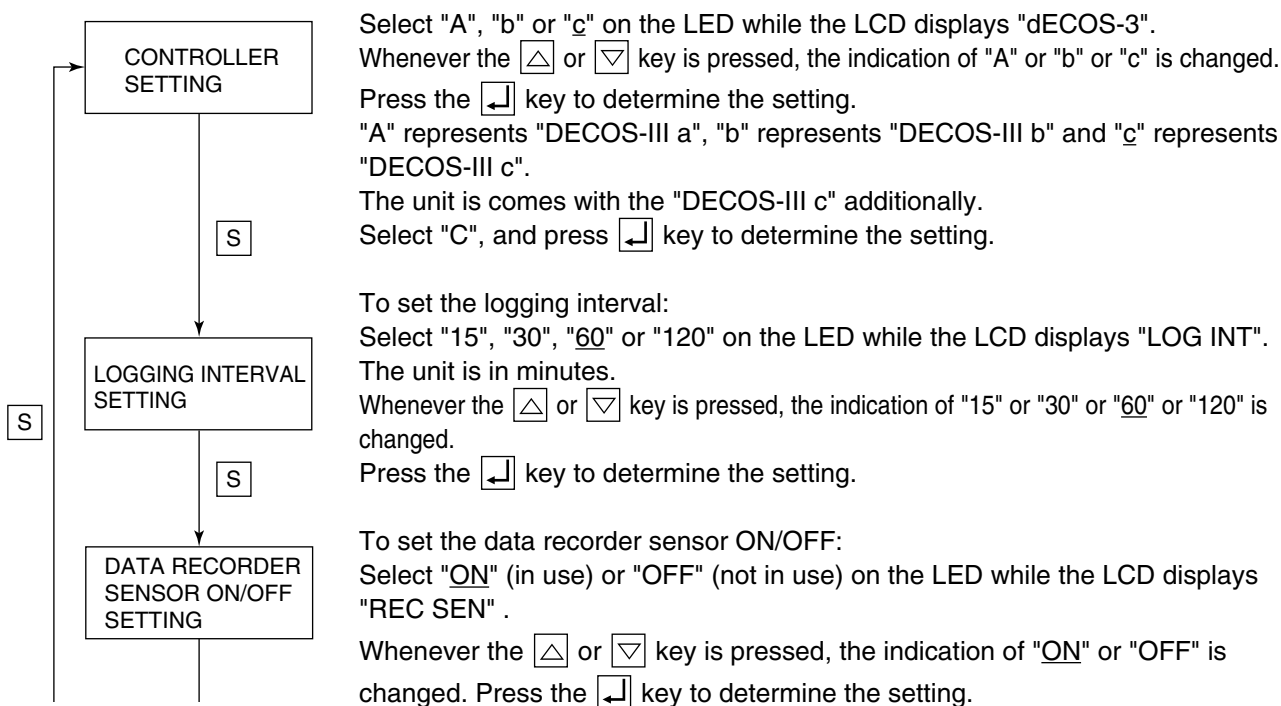 CONTROLLER
SETTING
Select "A", "b" or "c" on the LED while the LCD displays "dECOS-3".
Whenever the △ or ▽ key is pressed, the indication of "A" or "b" or "c" is changed.
Press the ↵ key to determine the setting.
"A" represents "DECOS-III a", "b" represents "DECOS-III b" and "c" represents
"DECOS-III c".
The unit is comes with the "DECOS-III c" additionally.
Select "C", and press ↵ key to determine the setting.
S
LOGGING INTERVAL
SETTING
To set the logging interval:
Select "15", "30", "60" or "120" on the LED while the LCD displays "LOG INT".
The unit is in minutes.
Whenever the △ or ▽ key is pressed, the indication of "15" or "30" or "60" or "120" is
changed.
Press the ↵ key to determine the setting.
S
S
DATA RECORDER
SENSOR ON/OFF
SETTING
To set the data recorder sensor ON/OFF:
Select "ON" (in use) or "OFF" (not in use) on the LED while the LCD displays
"REC SEN" .
Whenever the △ or ▽ key is pressed, the indication of "ON" or "OFF" is
changed. Press the ↵ key to determine the setting.